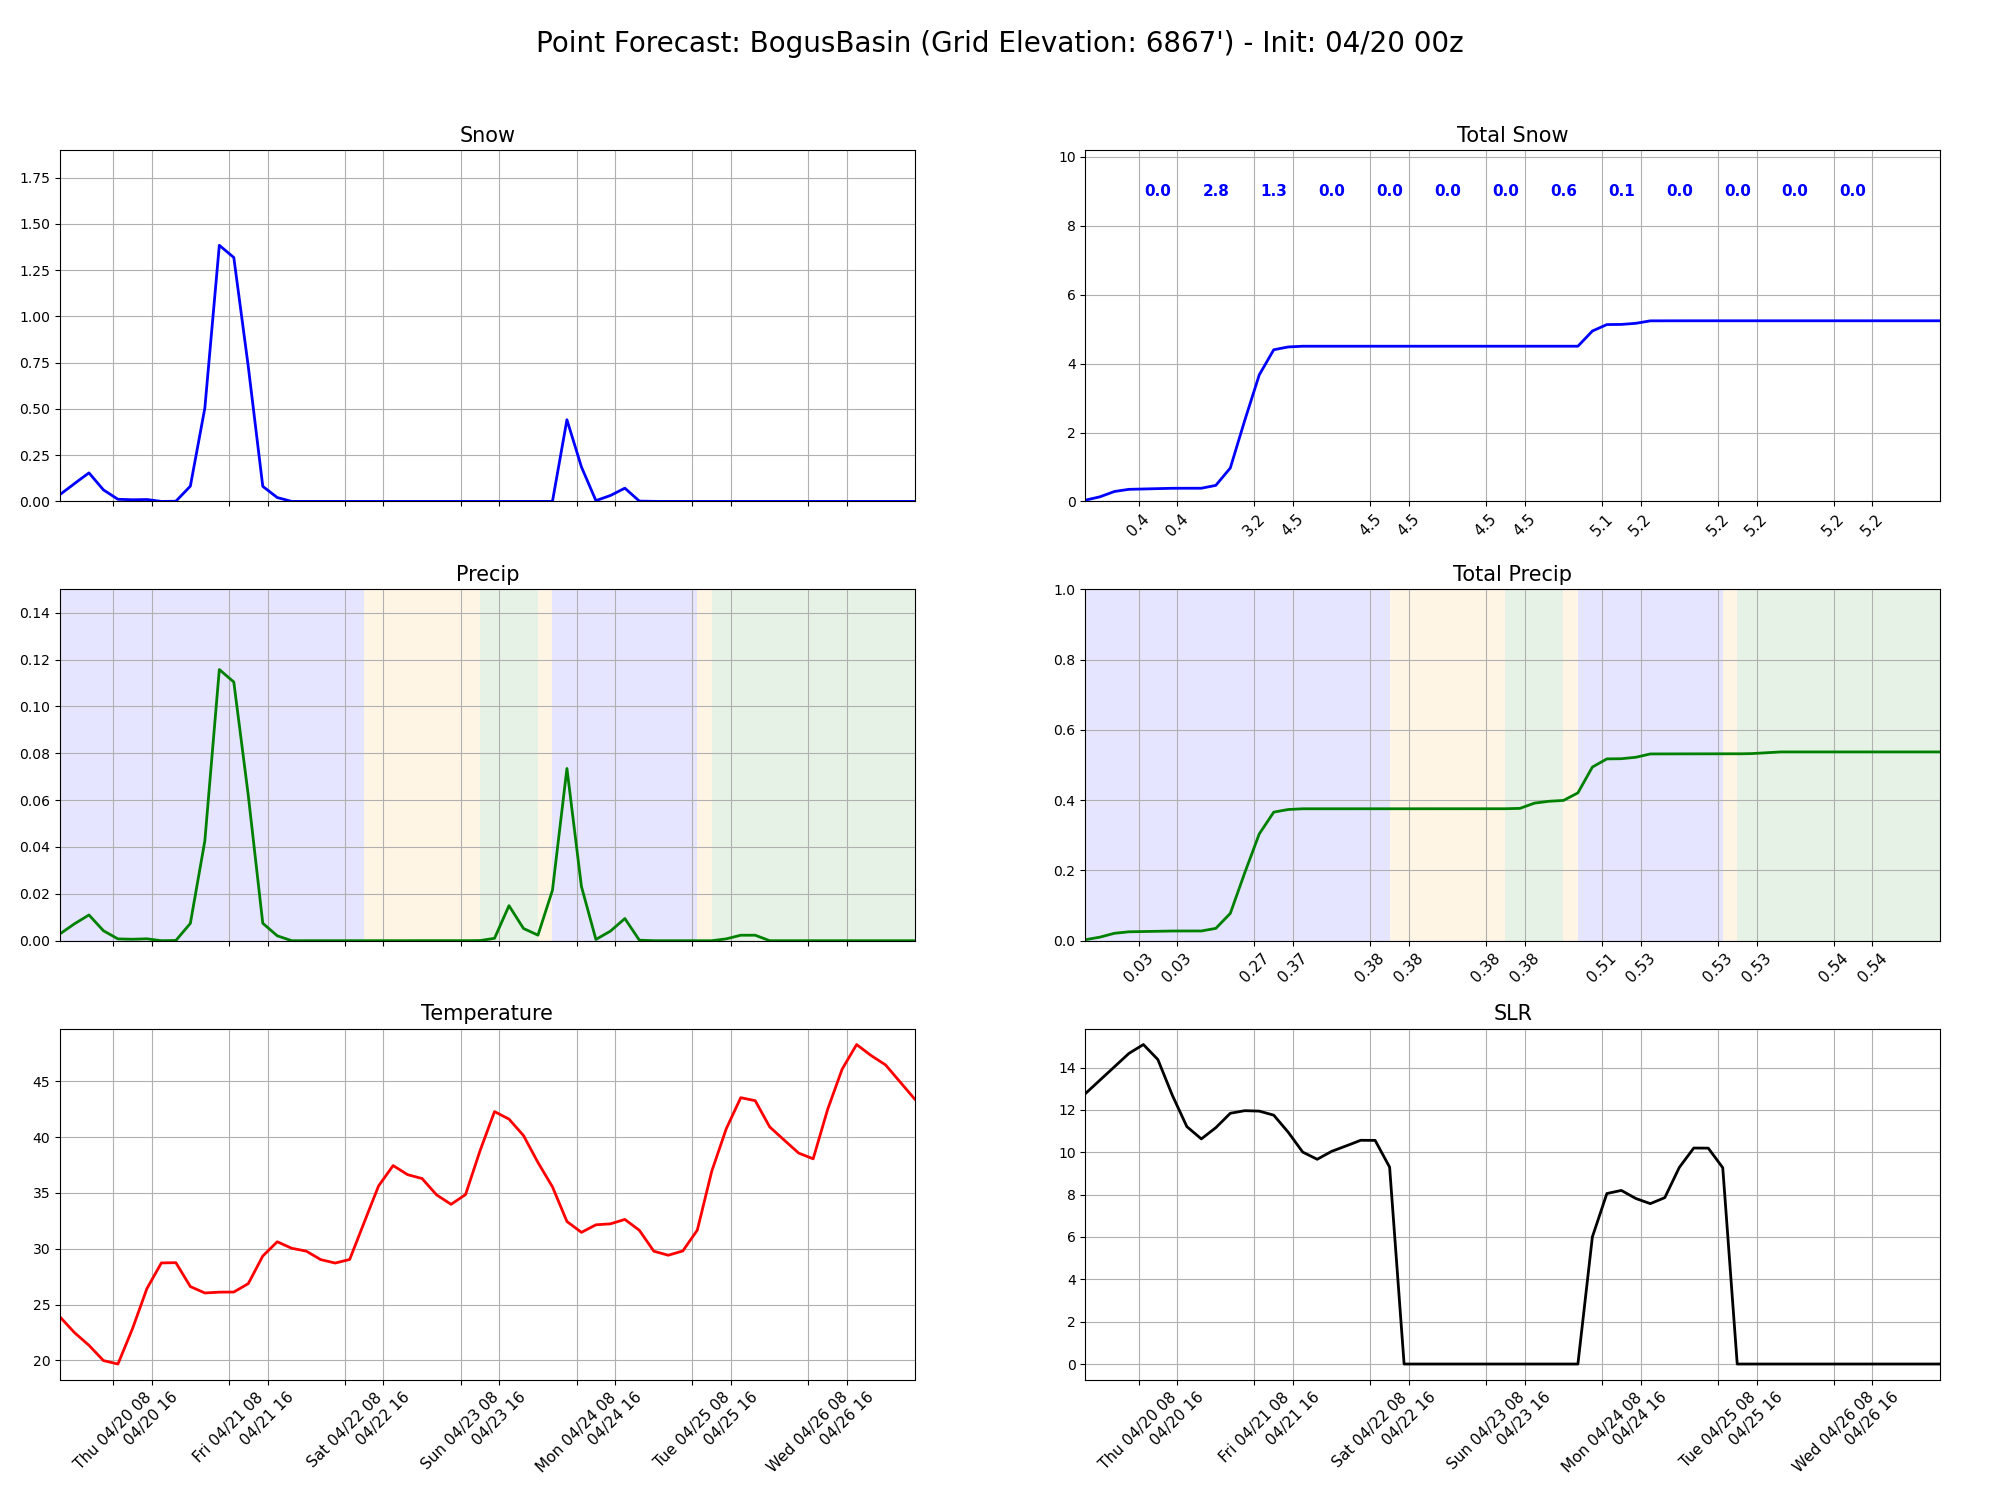 Point Forecast: BogusBasin (Grid Elevation: 6867') - Init: 04/20 00z
Snow
1.75
1.50
1.25
1.00
0.75
0.50
0.25
0.00
Total Snow
10
8
6
4
2
0
0.0 2.8 1.3 0.0 0.0 0.0 0.0 0.6 0.1 0.0 0.0 0.0 0.0
0.4 0.4 3.2 4.5 4.5 4.5 4.5 4.5 5.1 5.2 5.2 5.2 5.2 5.2
Precip
0.14
0.12
0.10
0.08
0.06
0.04
0.02
0.00
Total Precip
1.0
0.8
0.6
0.4
0.2
0.0
0.03 0.03 0.27 0.37 0.38 0.38 0.38 0.38 0.51 0.53 0.53 0.53 0.54 0.54
Temperature
45
40
35
30
25
20
Thu 04/20 08
04/20 16
Fri 04/21 08
04/21 16
Sat 04/22 08
04/22 16
Sun 04/23 08
04/23 16
Mon 04/24 08
04/24 16
Tue 04/25 08
04/25 16
Wed 04/26 08
04/26 16
SLR
14
12
10
8
6
4
2
0
Thu 04/20 08
04/20 16
Fri 04/21 08
04/21 16
Sat 04/22 08
04/22 16
Sun 04/23 08
04/23 16
Mon 04/24 08
04/24 16
Tue 04/25 08
04/25 16
Wed 04/26 08
04/26 16